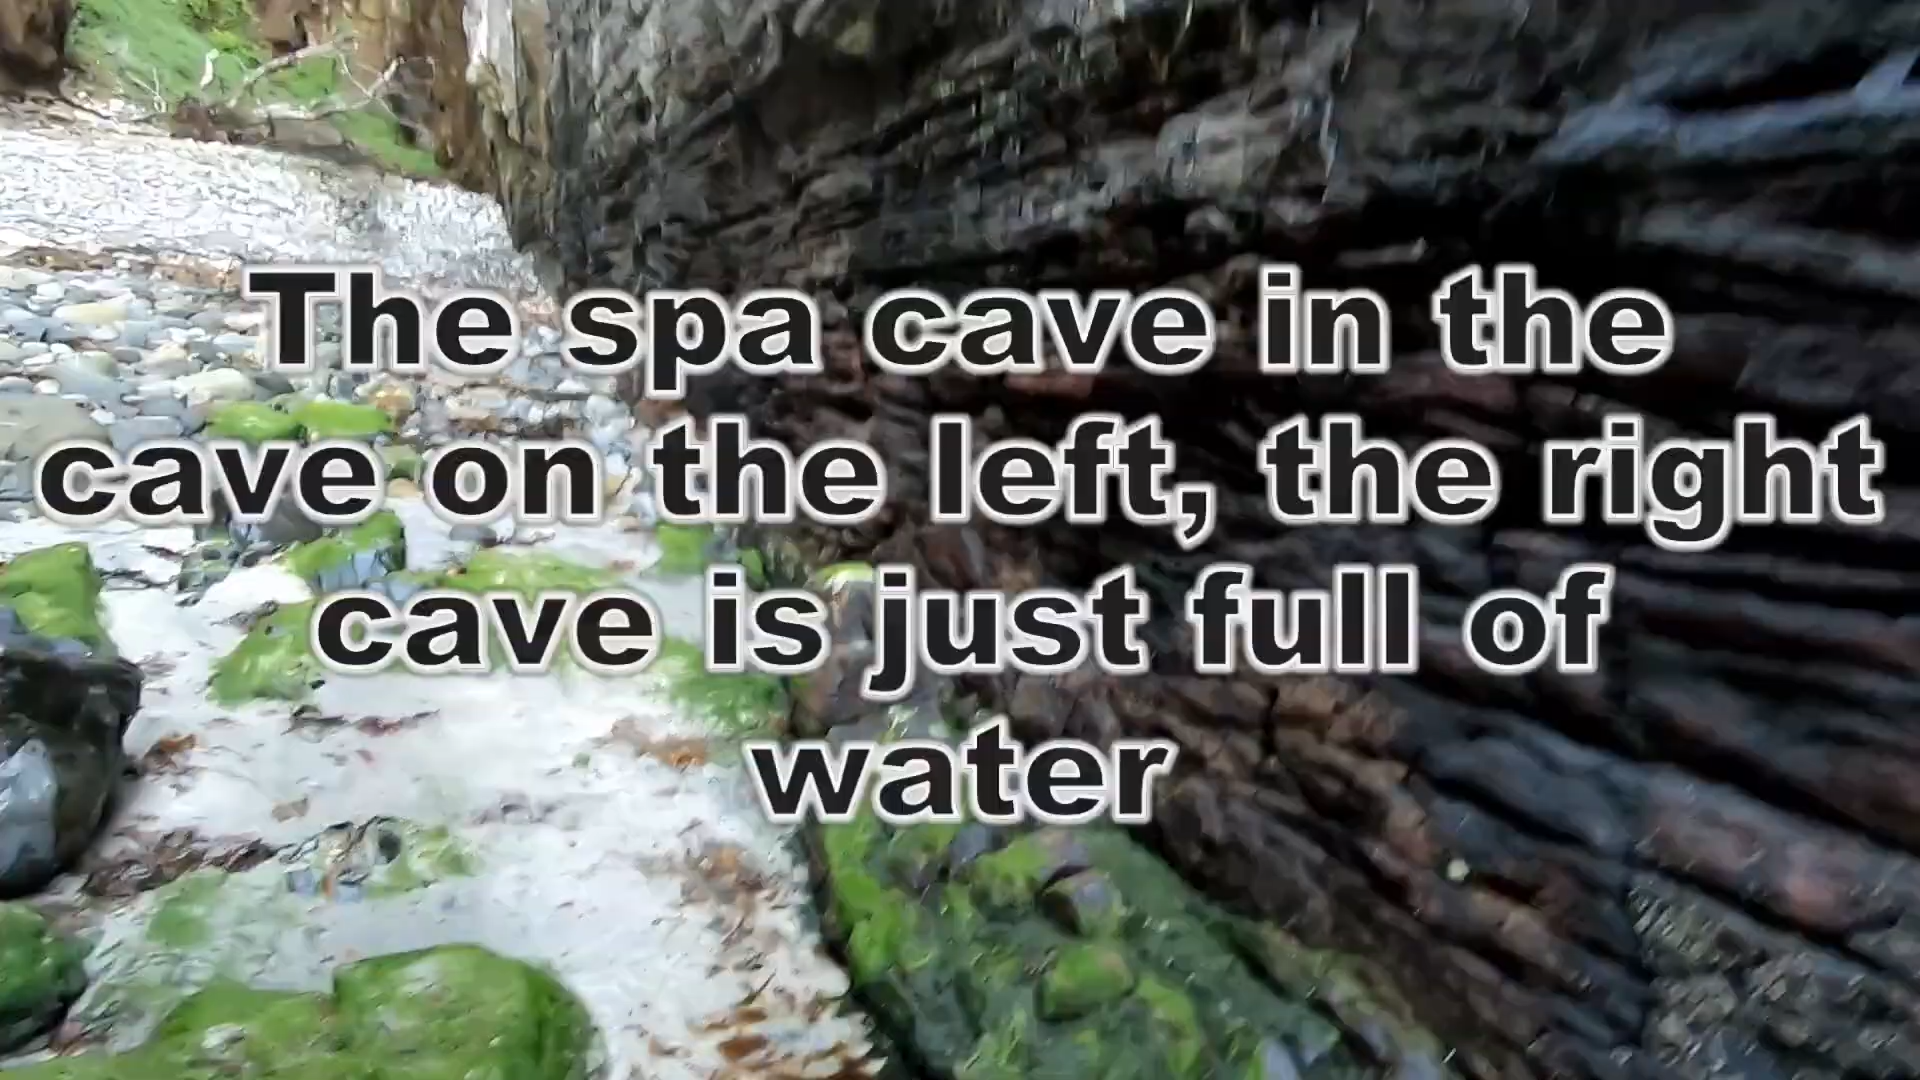 The spa cave in the
cave on the left, the right
cave is just full of
water